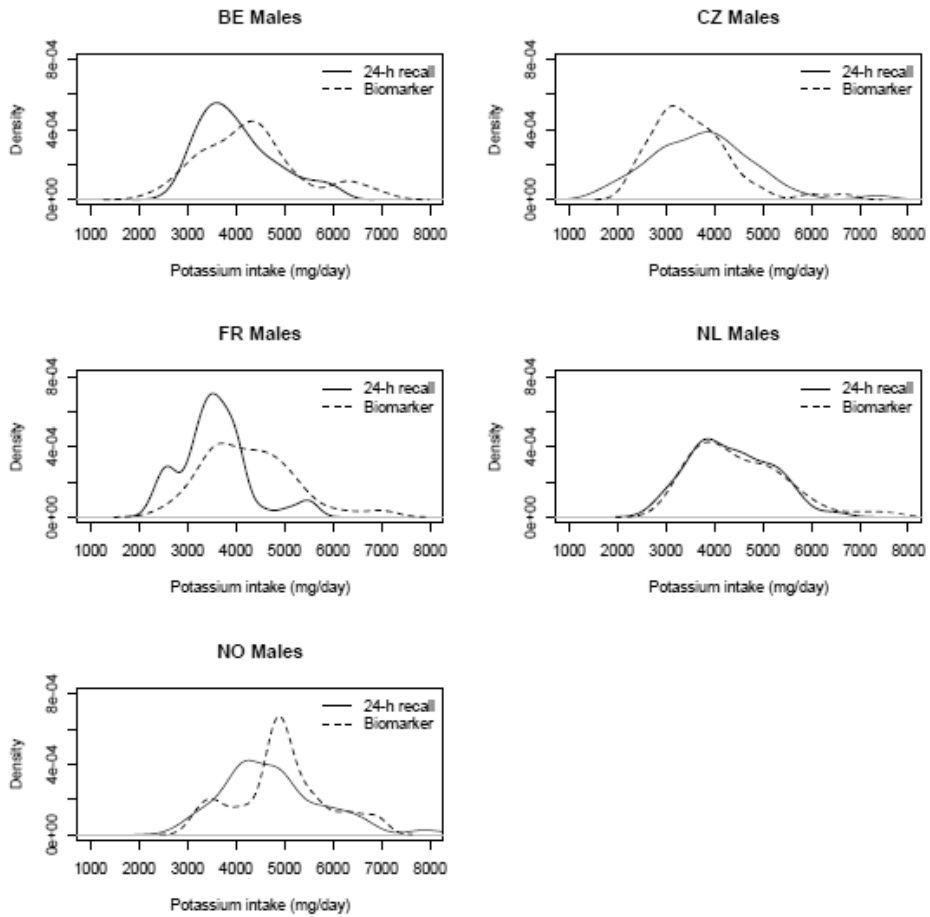 BE Males
8e-04
4e-04
0e+00
Density
24-h recall
Biomarker
1000 2000 3000 4000 5000 6000 7000 8000
Potassium intake (mg/day)
CZ Males
8e-04
4e-04
0e+00
Density
24-h recall
Biomarker
1000 2000 3000 4000 5000 6000 7000 8000
Potassium intake (mg/day)
FR Males
8e-04
4e-04
0e+00
Density
24-h recall
Biomarker
1000 2000 3000 4000 5000 6000 7000 8000
Potassium intake (mg/day)
NL Males
8e-04
4e-04
0e+00
Density
24-h recall
Biomarker
1000 2000 3000 4000 5000 6000 7000 8000
Potassium intake (mg/day)
NO Males
8e-04
4e-04
0e+00
Density
24-h recall
Biomarker
1000 2000 3000 4000 5000 6000 7000 8000
Potassium intake (mg/day)